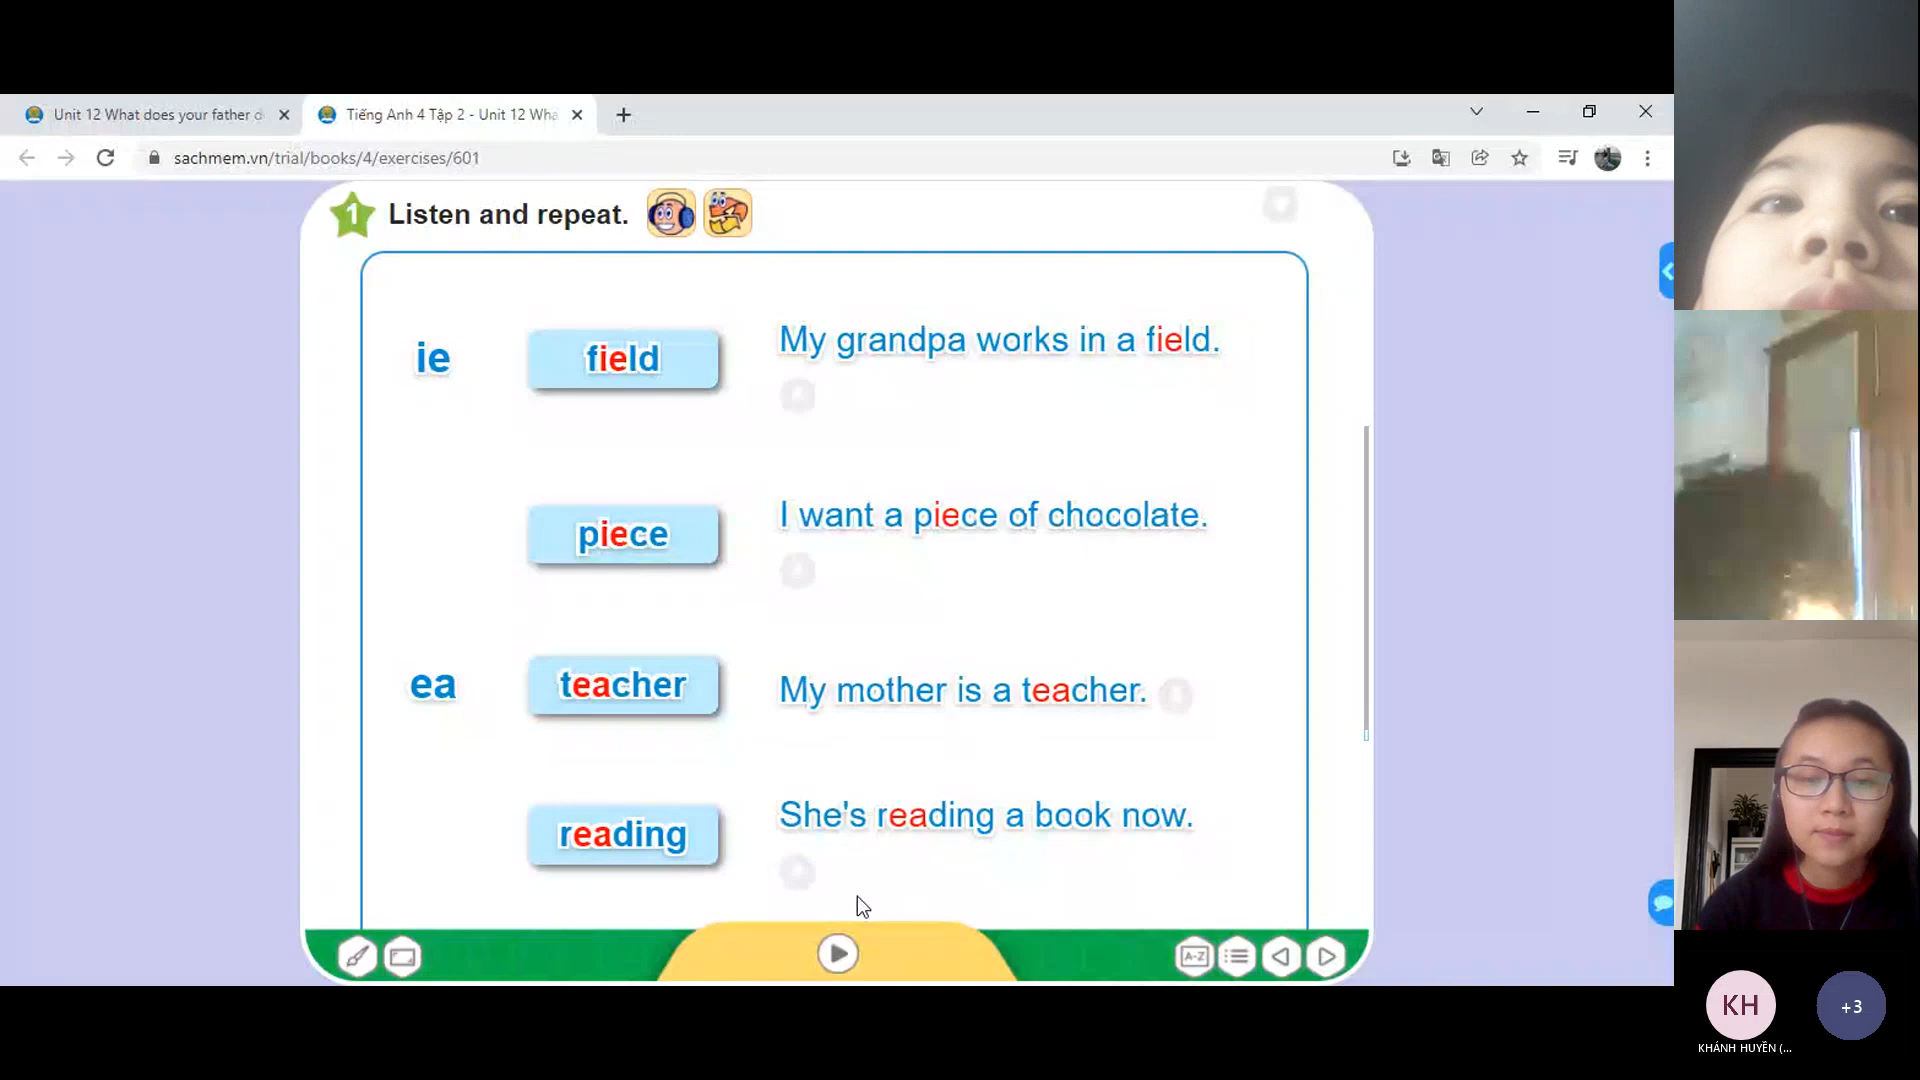 Unit 12 What does your father d
Tiếng Anh 4 Tập 2 - Unit 12 Wha
sachmem.vn/trial/books/4/exercises/601
1 Listen and repeat.
ie
field
My grandpa works in a field.
piece
I want a piece of chocolate.
ea
teacher
My mother is a teacher.
reading
She's reading a book now.
A-Z
KH
+3
KHÁNH HUYỀN (...